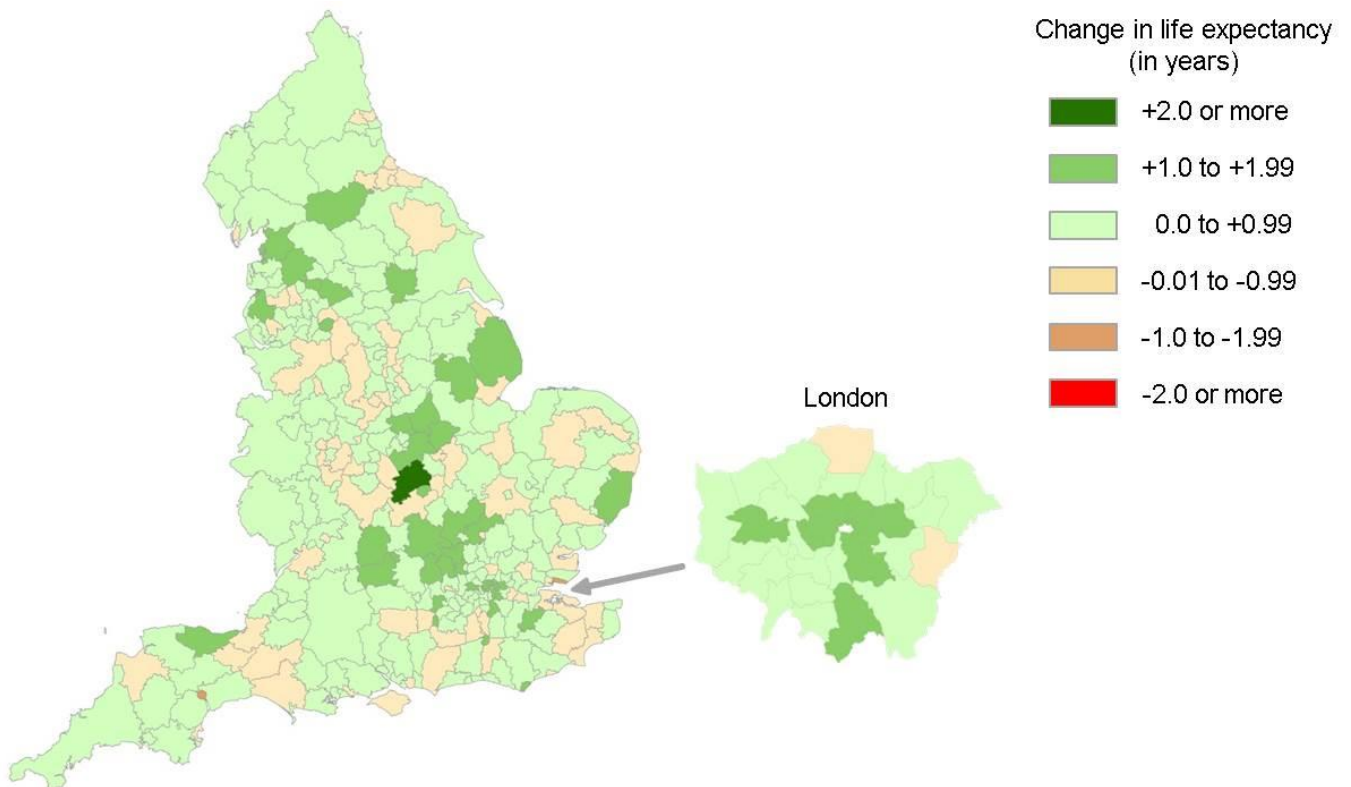 Change in life expectancy
(in years)
+2.0 or more
+1.0 to +1.99
0.0 to +0.99
-0.01 to -0.99
-1.0 to -1.99
-2.0 or more
London